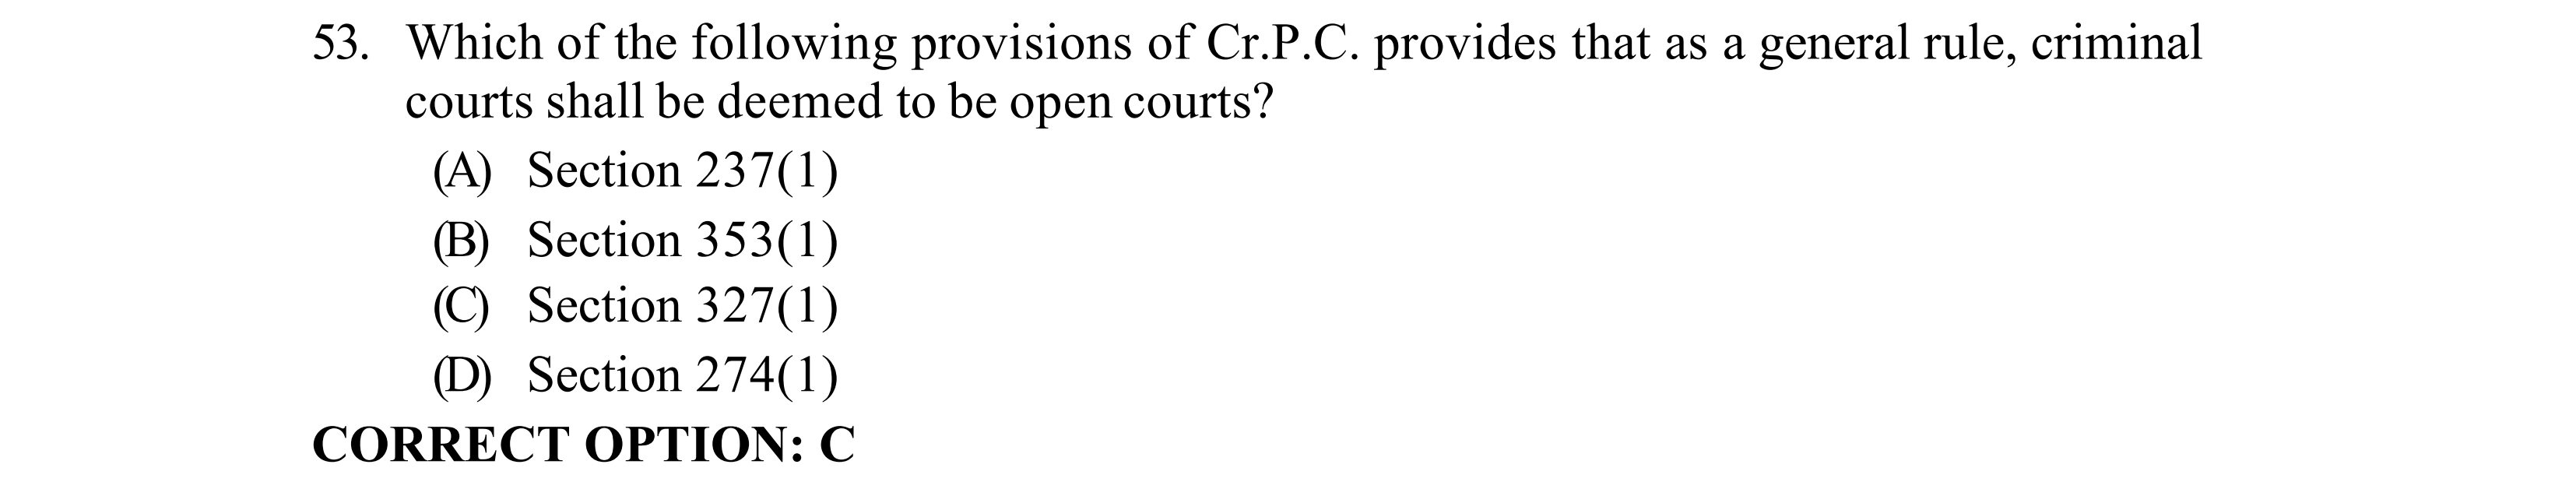 53. Which of the following provisions of Cr.P.C. provides that as a general rule, criminal
courts shall be deemed to be open courts?
(A) Section 237(1)
(B) Section 353(1)
(C) Section 327(1)
(D) Section 274(1)
CORRECT OPTION: C